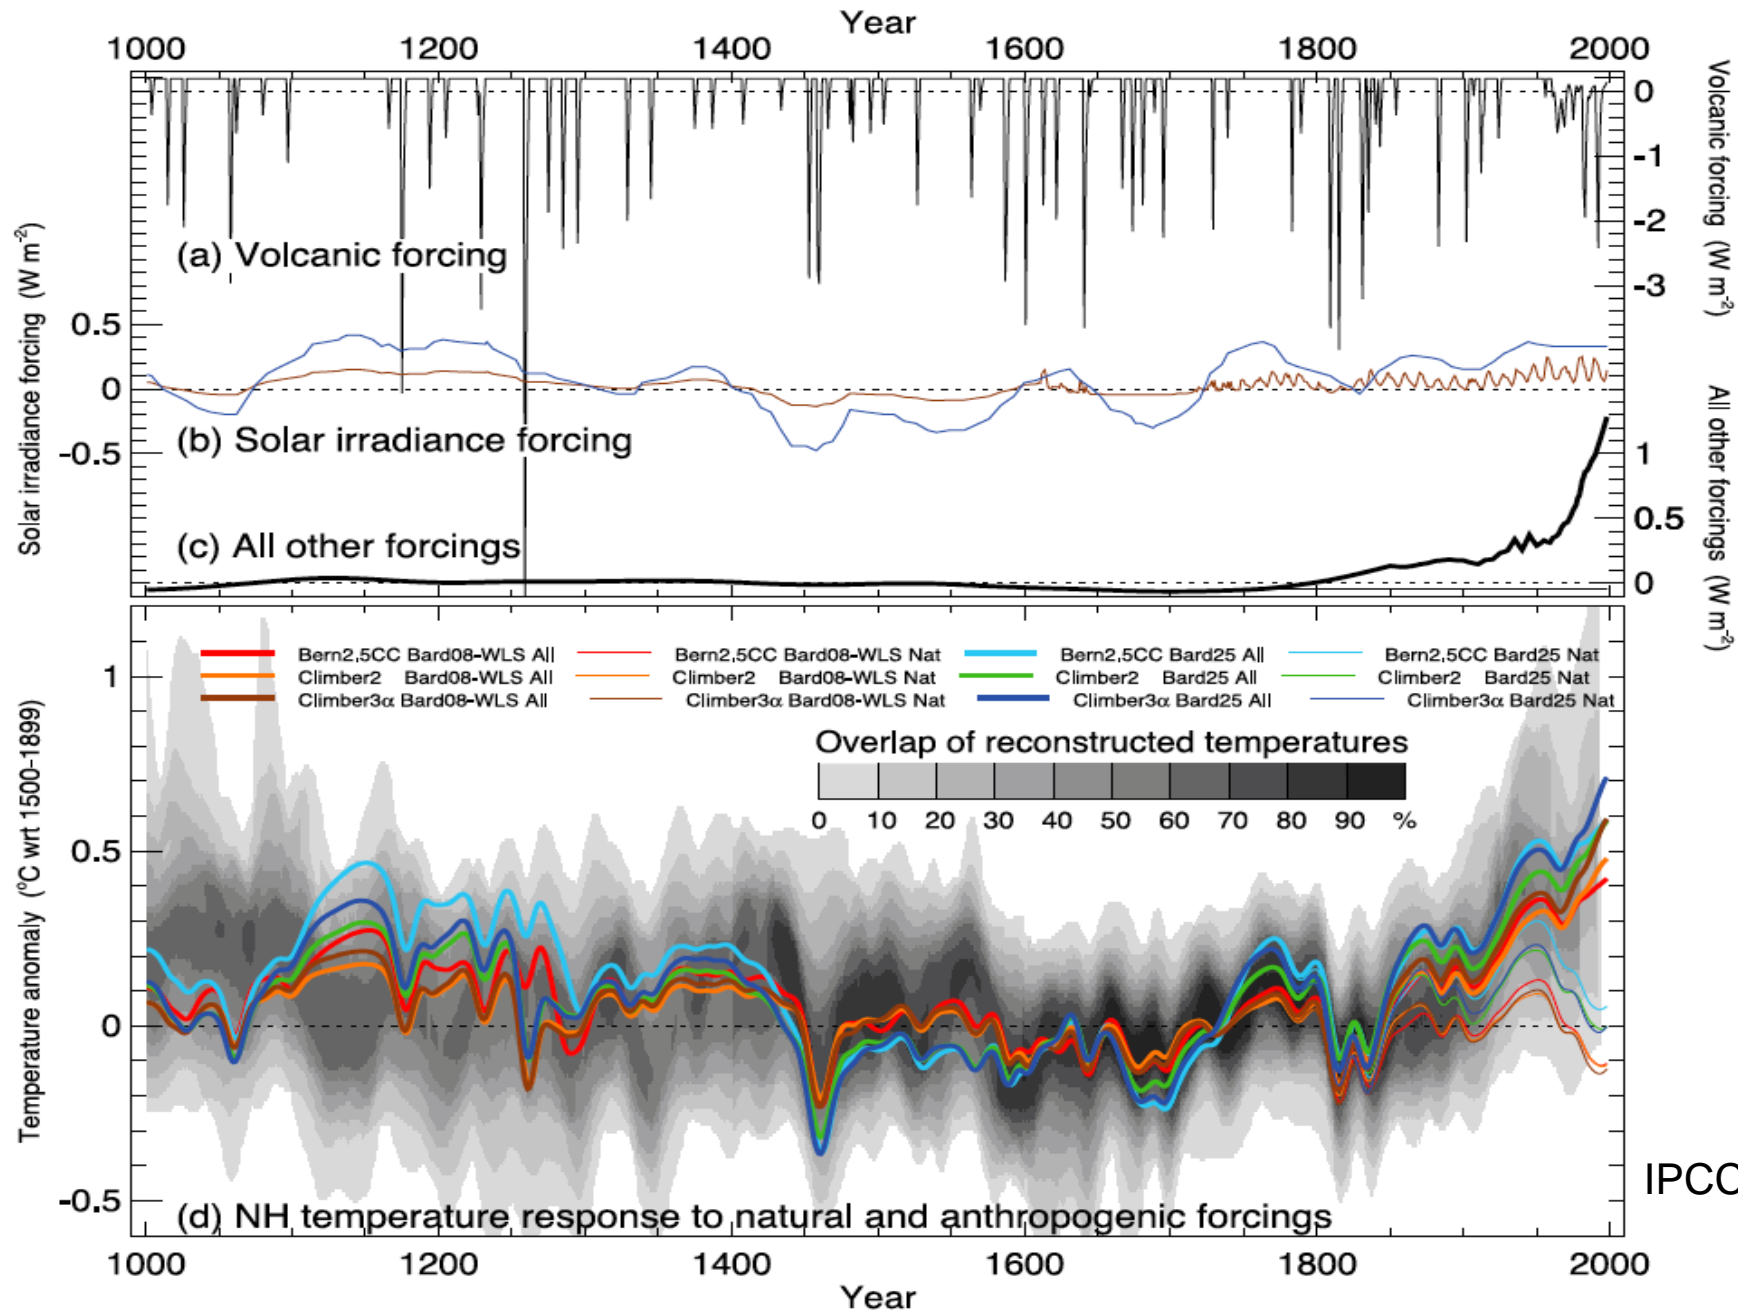 Year
1000 1200 1400 1600 1800 2000
Volcanic forcing (W m-2)
0
-1
-2
-3
(a) Volcanic forcing
Solar irradiance forcing (W m-2)
0.5
0
-0.5
(b) Solar irradiance forcing
All other forcings (W m-2)
1
0.5
0
(c) All other forcings
Bern2,5CC Bard08-WLS All Bern2,5CC Bard08-WLS Nat Bern2,5CC Bard25 All Bern2,5CC Bard25 Nat
Climber2 Bard08-WLS All Climber2 Bard08-WLS Nat Climber2 Bard25 All Climber2 Bard25 Nat
Climber3α Bard08-WLS All Climber3α Bard08-WLS Nat Climber3α Bard25 All Climber3α Bard25 Nat
Overlap of reconstructed temperatures
0 10 20 30 40 50 60 70 80 90 %
Temperature anomaly (°C wrt 1500-1899)
1
0.5
0
-0.5
IPCC
(d) NH temperature response to natural and anthropogenic forcings
1000 1200 1400 1600 1800 2000
Year